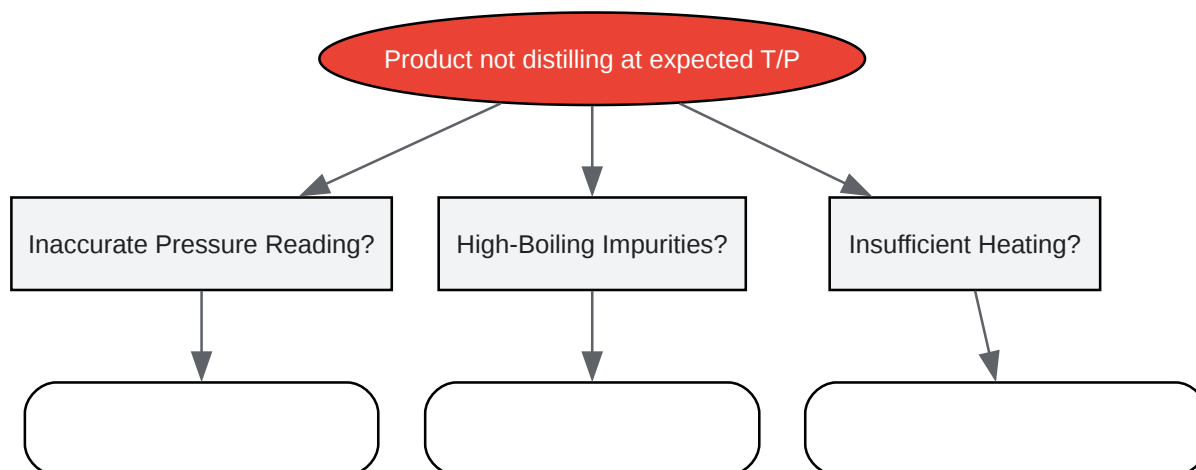 Product not distilling at expected T/P
Inaccurate Pressure Reading?
High-Boiling Impurities?
Insufficient Heating?